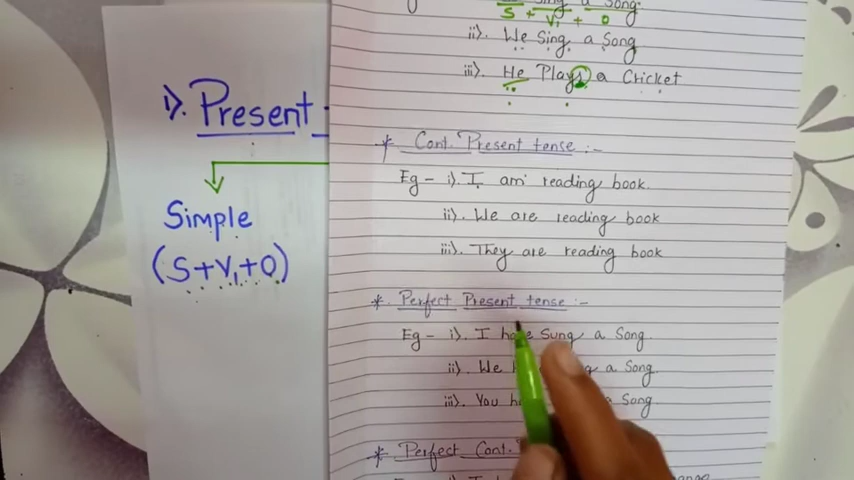 i). Present
Simple
(S+V1+O)
S + V1 + O
ii). We Sing a Song
iii). He Plays a Cricket
* Cont. Present tense :-
Eg - i). I am reading book.
ii). We are reading book
iii). They are reading book
* Perfect Present tense :-
Eg - i). I have Sung a Song.
ii). We a Song.
iii). You a Song
* Perfect Cont.